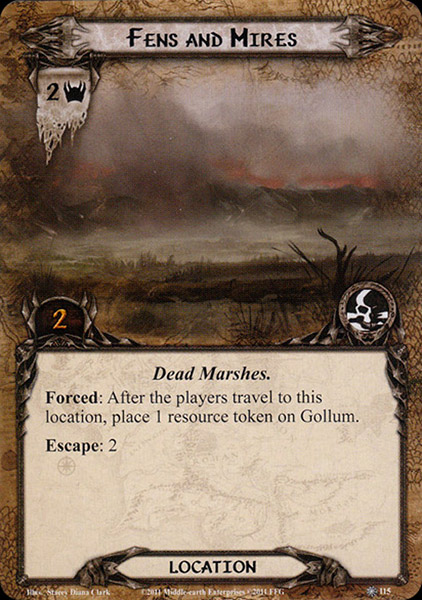 FENS AND MIRES
2
2
Dead Marshes.
Forced: After the players travel to this
location, place 1 resource token on Gollum.
Escape: 2
LOCATION
Illus. Stacey Diana Clark ©2011 Middle-earth Enterprises • 2011 FFG 115